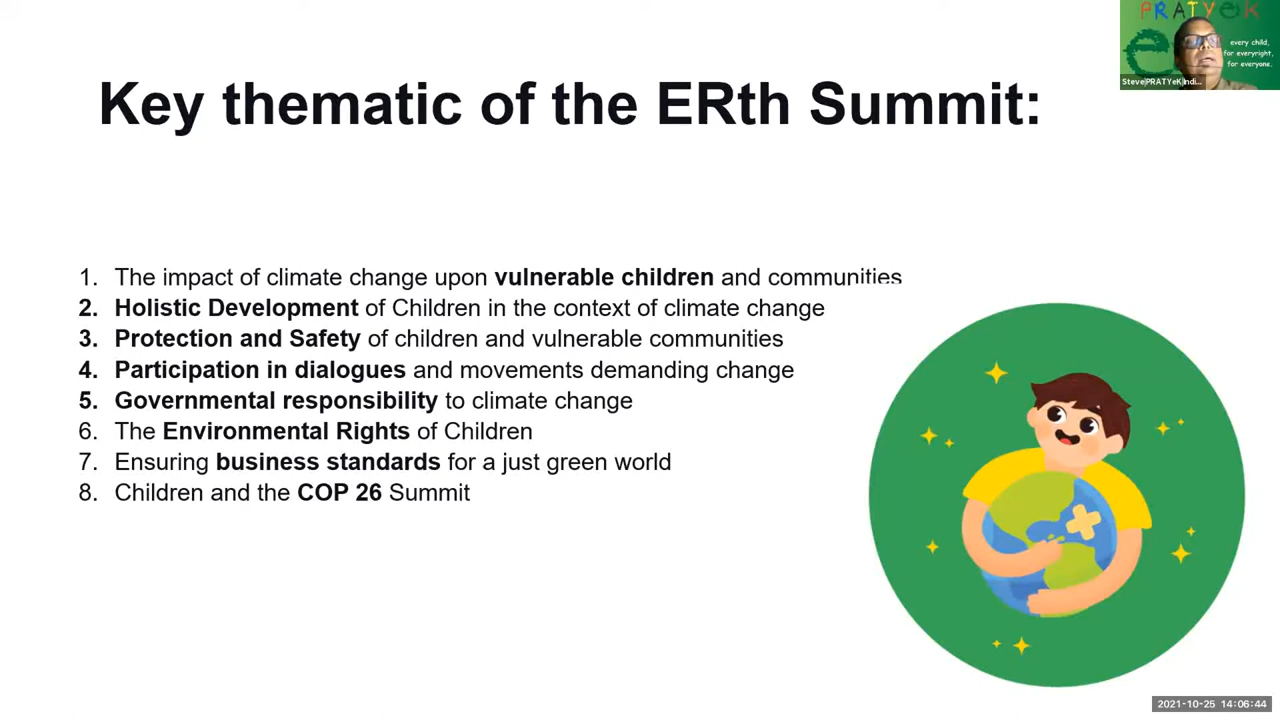 PRATYeK
every child,
for everyright,
for everyone.
Steve|PRATYeK|Indi...
Key thematic of the ERth Summit:
1. The impact of climate change upon vulnerable children and communities
2. Holistic Development of Children in the context of climate change
3. Protection and Safety of children and vulnerable communities
4. Participation in dialogues and movements demanding change
5. Governmental responsibility to climate change
6. The Environmental Rights of Children
7. Ensuring business standards for a just green world
8. Children and the COP 26 Summit
2021-10-25 14:06:44